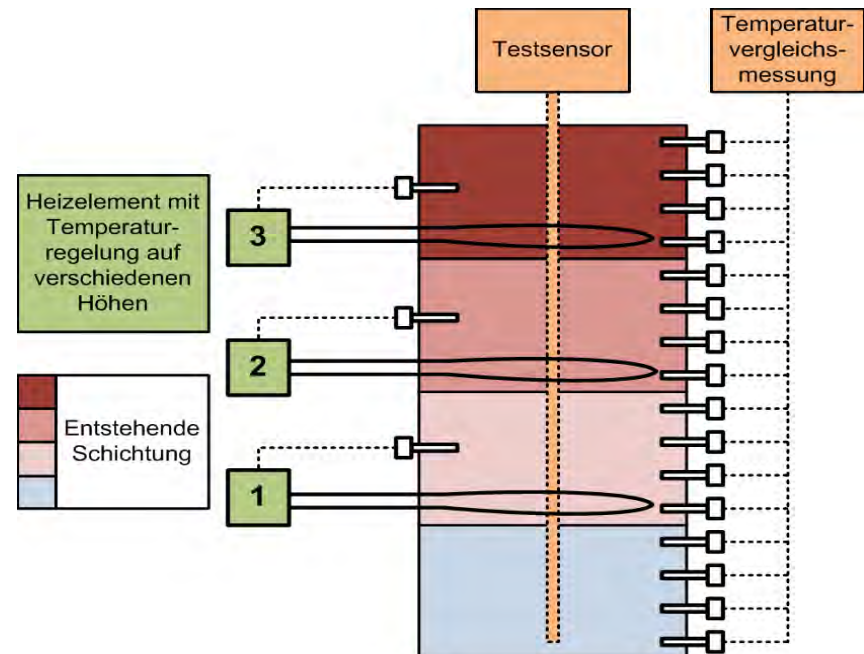 Testsensor
Temperatur-
vergleichs-
messung
Heizelement mit
Temperatur-
regelung auf
verschiedenen
Höhen
3
2
Entstehende
Schichtung
1